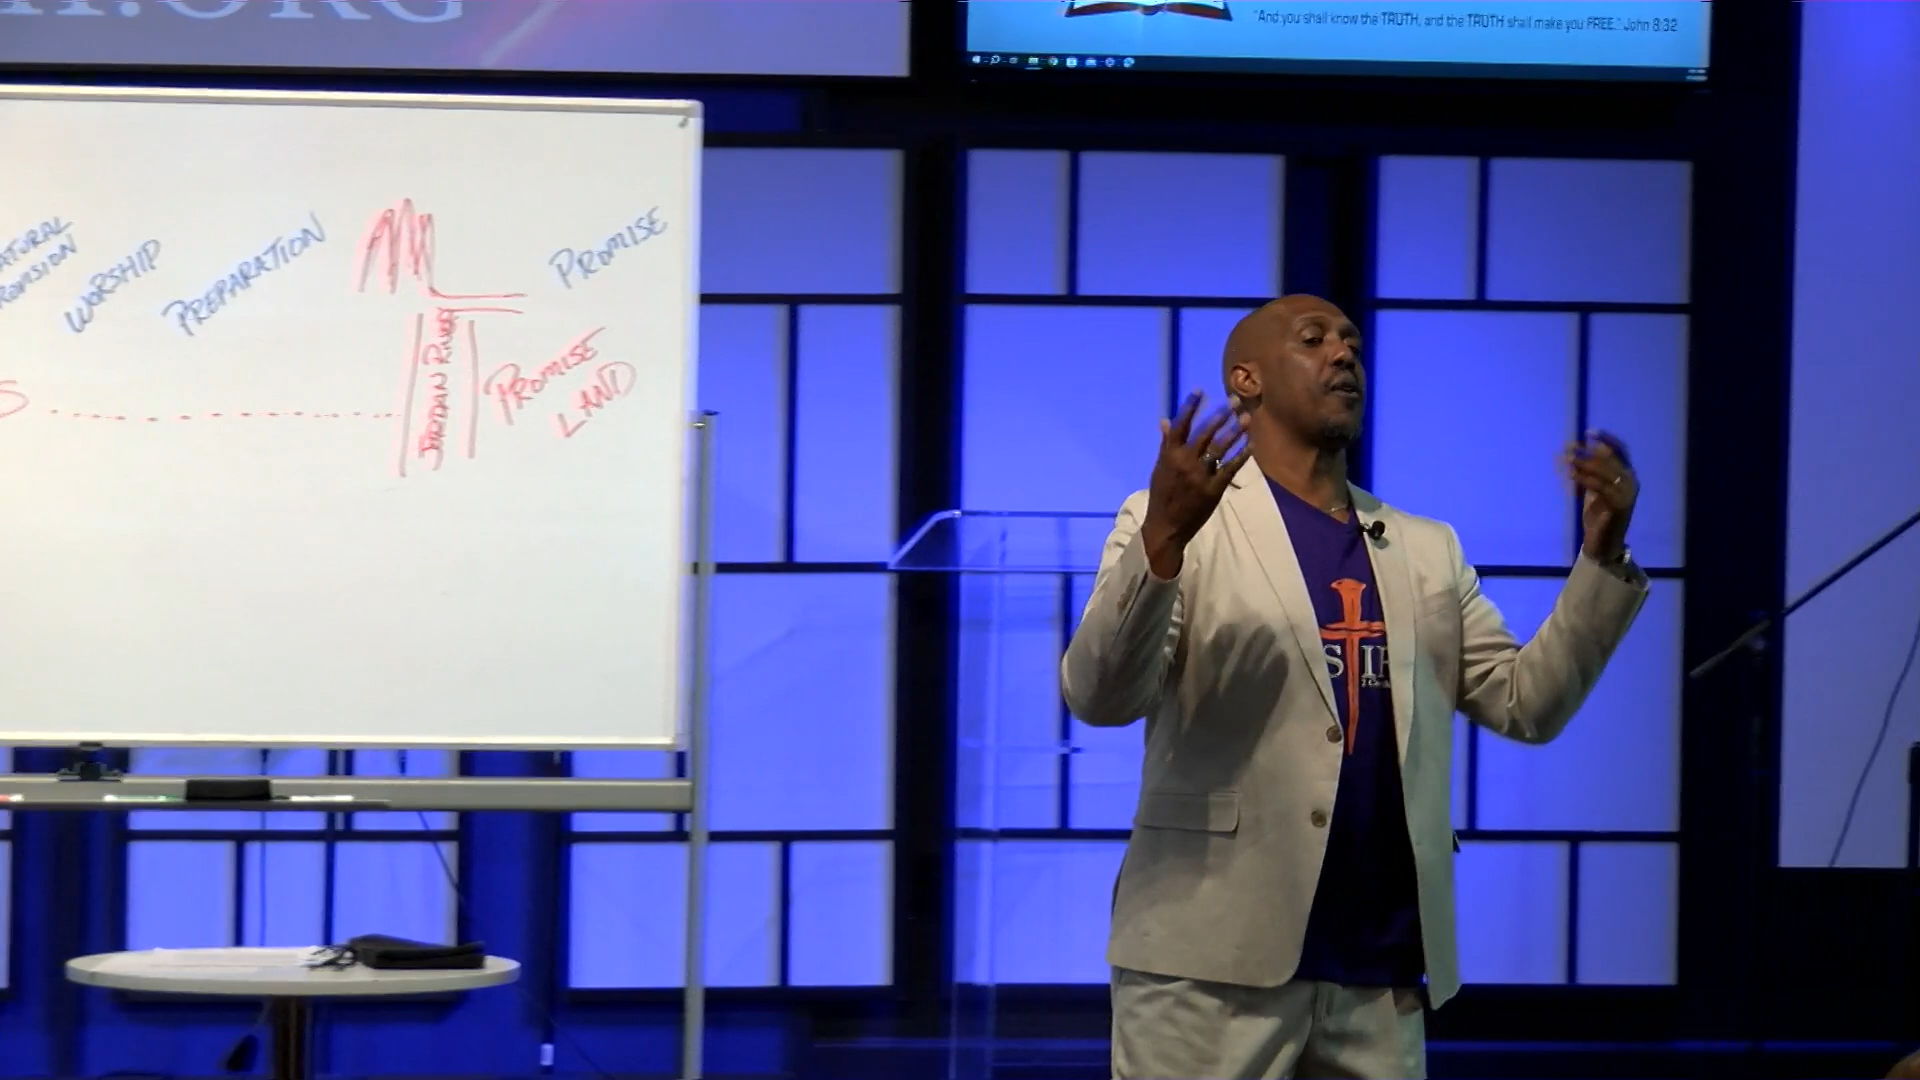 .ORG
"And you shall know the TRUTH, and the TRUTH shall make you FREE." John 8:32
WORSHIP
PREPARATION
PROMISE
JORDAN RIVER
PROMISE
LAND
S